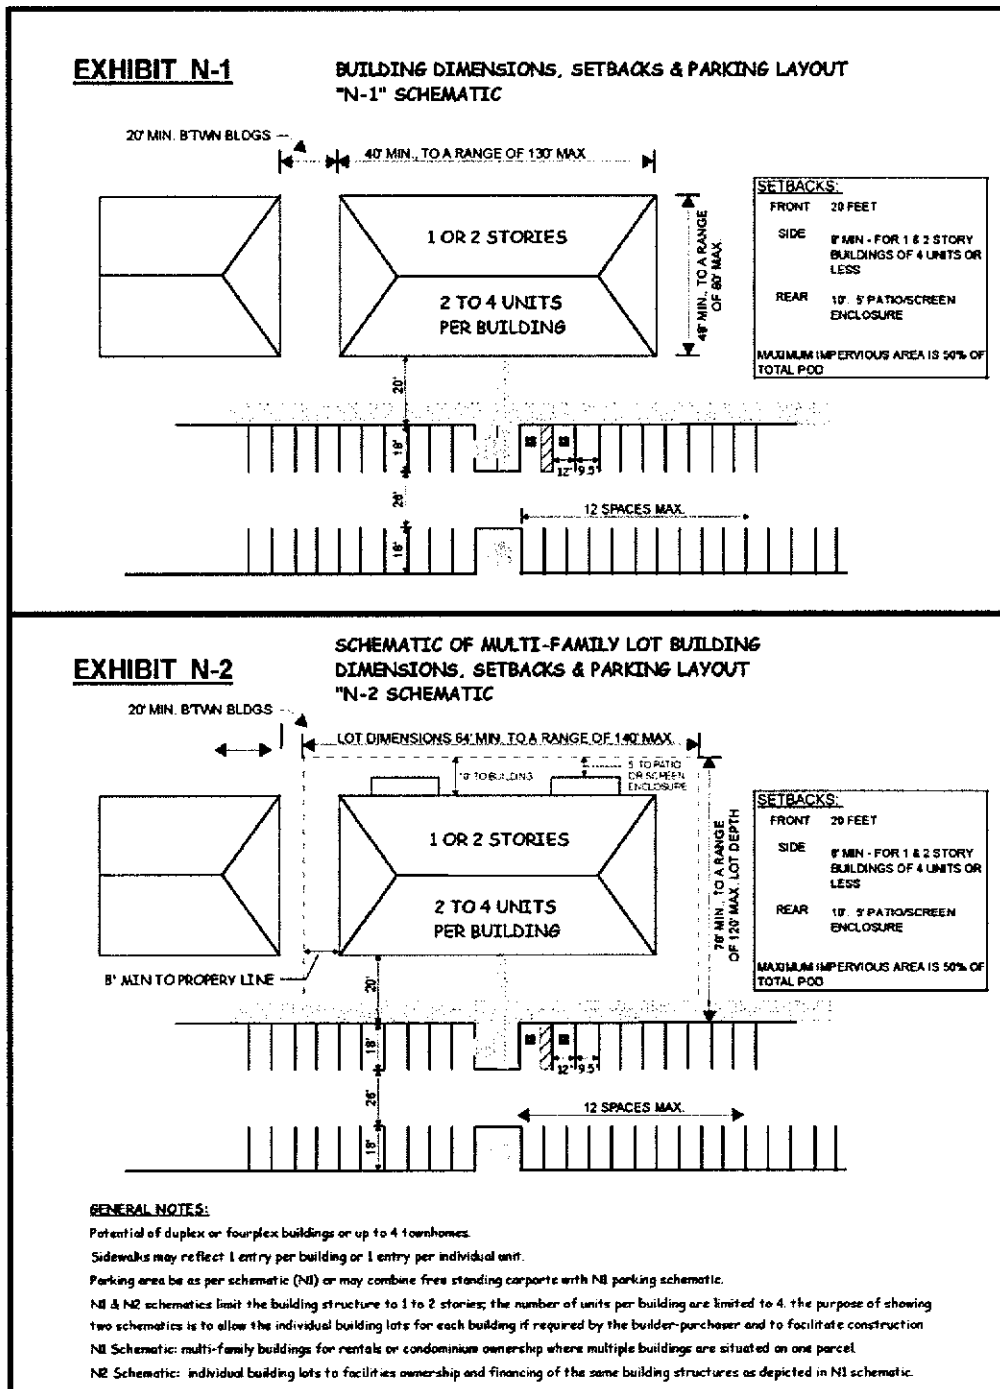 EXHIBIT N-1
BUILDING DIMENSIONS, SETBACKS & PARKING LAYOUT
"N-1" SCHEMATIC
20' MIN. B'TWN BLDGS
40' MIN., TO A RANGE OF 130' MAX
1 OR 2 STORIES
2 TO 4 UNITS
PER BUILDING
MIN., TO A RANGE
OF 80' MAX.
SETBACKS:
FRONT 20 FEET
SIDE 8' MIN - FOR 1 & 2 STORY
BUILDINGS OF 4 UNITS OR
LESS
REAR 10'. 5' PATIO/SCREEN
ENCLOSURE
MAXIMUM IMPERVIOUS AREA IS 50% OF
TOTAL POD
20'
18'
12' 9.5'
26'
12 SPACES MAX.
18'
EXHIBIT N-2
SCHEMATIC OF MULTI-FAMILY LOT BUILDING
DIMENSIONS, SETBACKS & PARKING LAYOUT
"N-2 SCHEMATIC
20' MIN. B'TWN BLDGS
LOT DIMENSIONS 64' MIN. TO A RANGE OF 140' MAX.
TO BUILDING
5' TO PATIO
OR SCREEN
ENCLOSURE
1 OR 2 STORIES
2 TO 4 UNITS
PER BUILDING
78' MIN., TO A RANGE
OF 120' MAX. LOT DEPTH
SETBACKS:
FRONT 20 FEET
SIDE 8' MIN - FOR 1 & 2 STORY
BUILDINGS OF 4 UNITS OR
LESS
REAR 10'. 5' PATIO/SCREEN
ENCLOSURE
MAXIMUM IMPERVIOUS AREA IS 50% OF
TOTAL POD
8' MIN TO PROPERY LINE
20'
18'
12' 9.5'
26'
12 SPACES MAX.
18'
GENERAL NOTES:
Potential of duplex or fourplex buildings or up to 4 townhomes.
Sidewalks may reflect 1 entry per building or 1 entry per individual unit.
Parking area be as per schematic (N1) or may combine free standing carports with N1 parking schematic.
N1 & N2 schematics limit the building structure to 1 to 2 stories; the number of units per building are limited to 4. the purpose of showing
two schematics is to allow the individual building lots for each building if required by the builder-purchaser and to facilitate construction
N1 Schematic: multi-family buildings for rentals or condominium ownership where multiple buildings are situated on one parcel
N2 Schematic: individual building lots to facilities ownership and financing of the same building structures as depicted in N1 schematic.